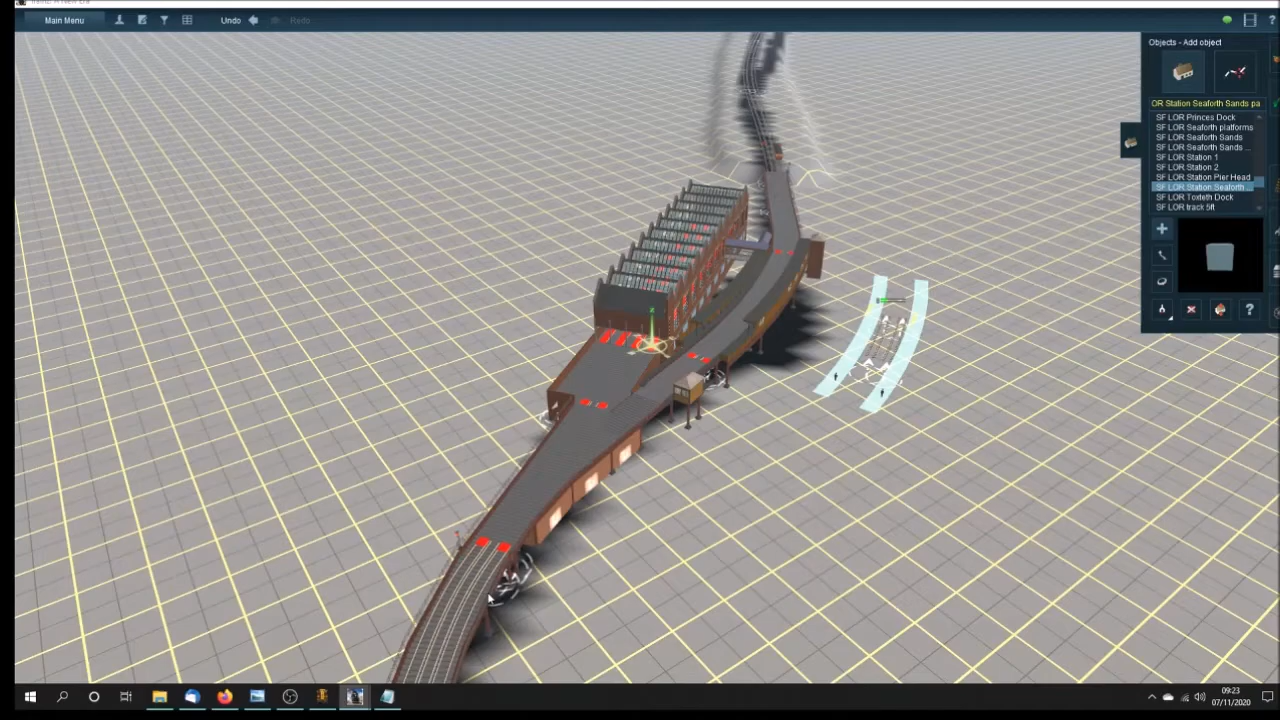 Trainz: A New Era
Main Menu
Undo
Redo
?
Objects - Add object
OR Station Seaforth Sands pa
SF LOR Princes Dock
SF LOR Seaforth platforms
SF LOR Seaforth Sands
SF LOR Seaforth Sands ...
SF LOR Station 1
SF LOR Station 2
SF LOR Station Pier Head
SF LOR Station Seaforth ...
SF LOR Toxteth Dock
SF LOR track 5ft
?
09:23
07/11/2020